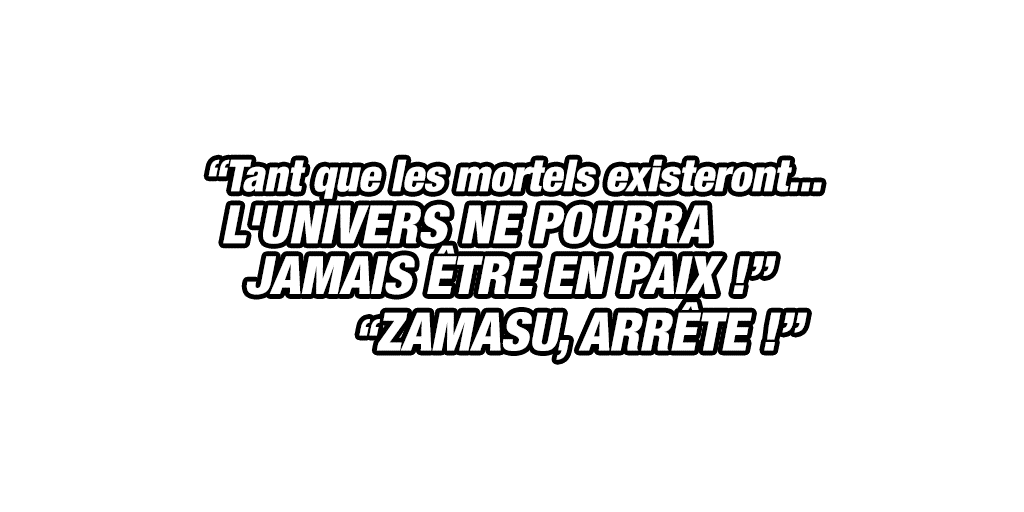 “Tant que les mortels existeront...
L'UNIVERS NE POURRA
JAMAIS ÊTRE EN PAIX !”
“ZAMASU, ARRÊTE !”